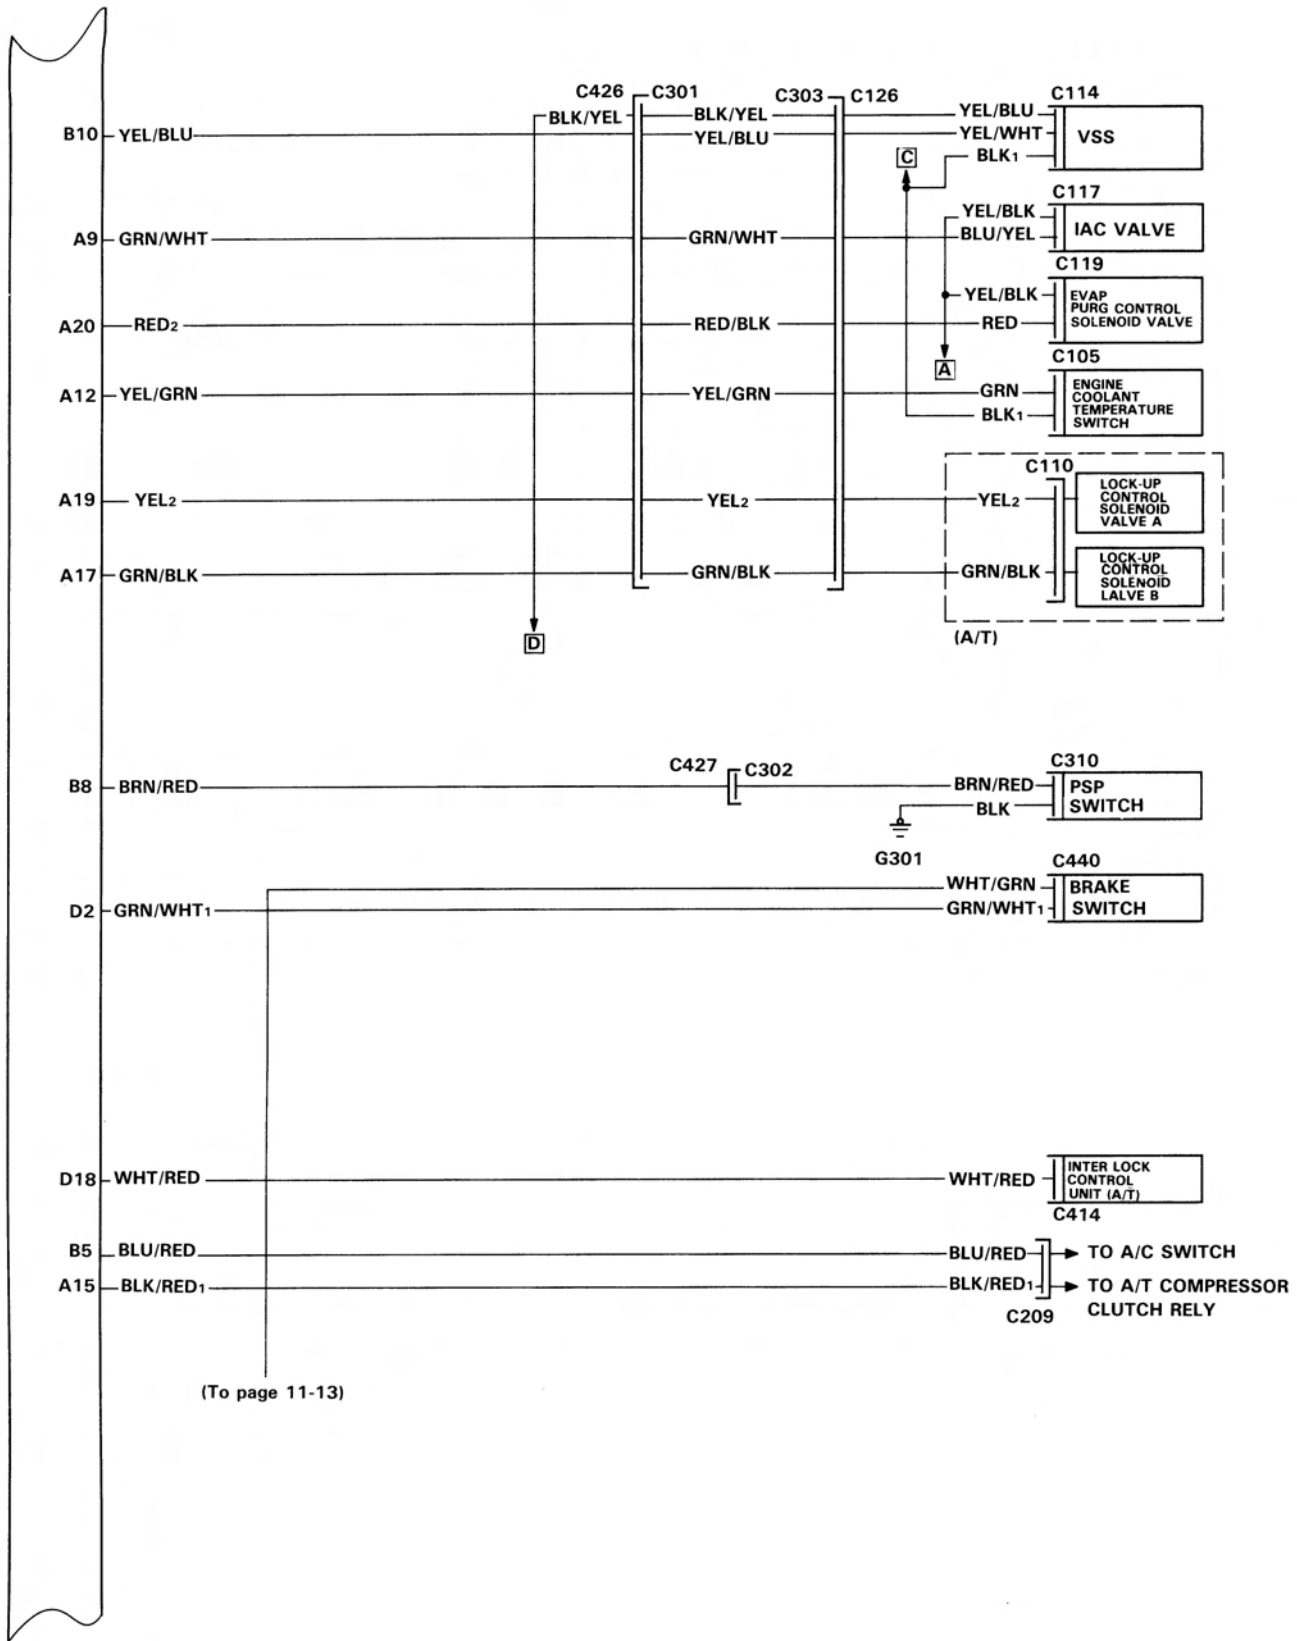 C426 C301 C303 C126 C114
BLK/YEL BLK/YEL YEL/BLU
B10 YEL/BLU YEL/BLU YEL/WHT VSS
C BLK1
C117
YEL/BLK
A9 GRN/WHT GRN/WHT BLU/YEL IAC VALVE
C119
YEL/BLK EVAP
PURG CONTROL
A20 RED2 RED/BLK RED SOLENOID VALVE
C105
A
A12 YEL/GRN YEL/GRN GRN ENGINE
COOLANT
BLK1 TEMPERATURE
SWITCH
C110
LOCK-UP
CONTROL
A19 YEL2 YEL2 YEL2 SOLENOID
VALVE A
LOCK-UP
A17 GRN/BLK GRN/BLK GRN/BLK CONTROL
SOLENOID
LALVE B
D (A/T)
C427 C302 C310
B8 BRN/RED BRN/RED PSP
BLK SWITCH
G301 C440
WHT/GRN BRAKE
D2 GRN/WHT1 GRN/WHT1 SWITCH
INTER LOCK
D18 WHT/RED WHT/RED CONTROL
UNIT (A/T)
C414
B5 BLU/RED BLU/RED TO A/C SWITCH
A15 BLK/RED1 BLK/RED1 TO A/T COMPRESSOR
C209 CLUTCH RELY
(To page 11-13)